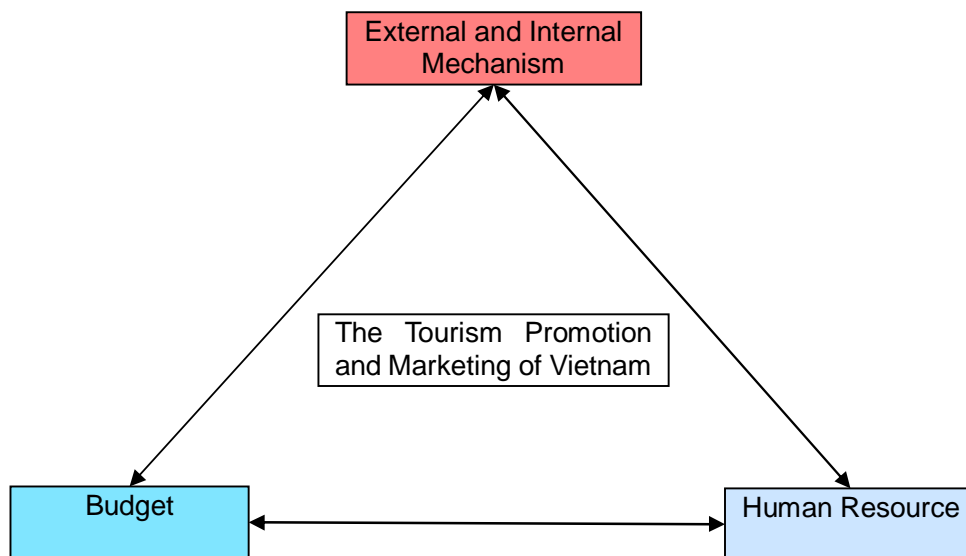 External and Internal
Mechanism
The Tourism Promotion
and Marketing of Vietnam
Budget
Human Resource